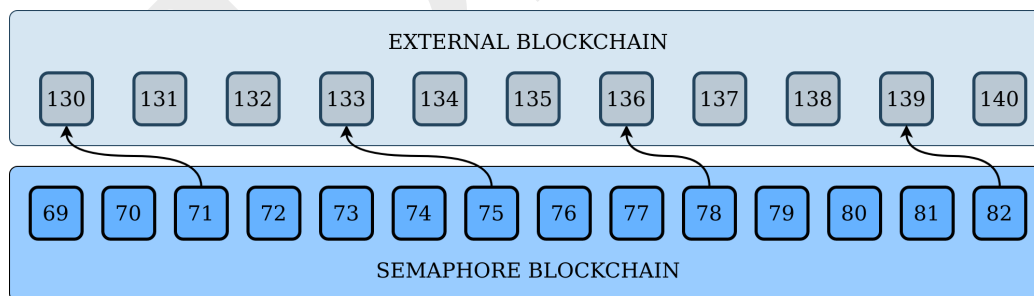 EXTERNAL BLOCKCHAIN
130 131 132 133 134 135 136 137 138 139 140
69 70 71 72 73 74 75 76 77 78 79 80 81 82
SEMAPHORE BLOCKCHAIN